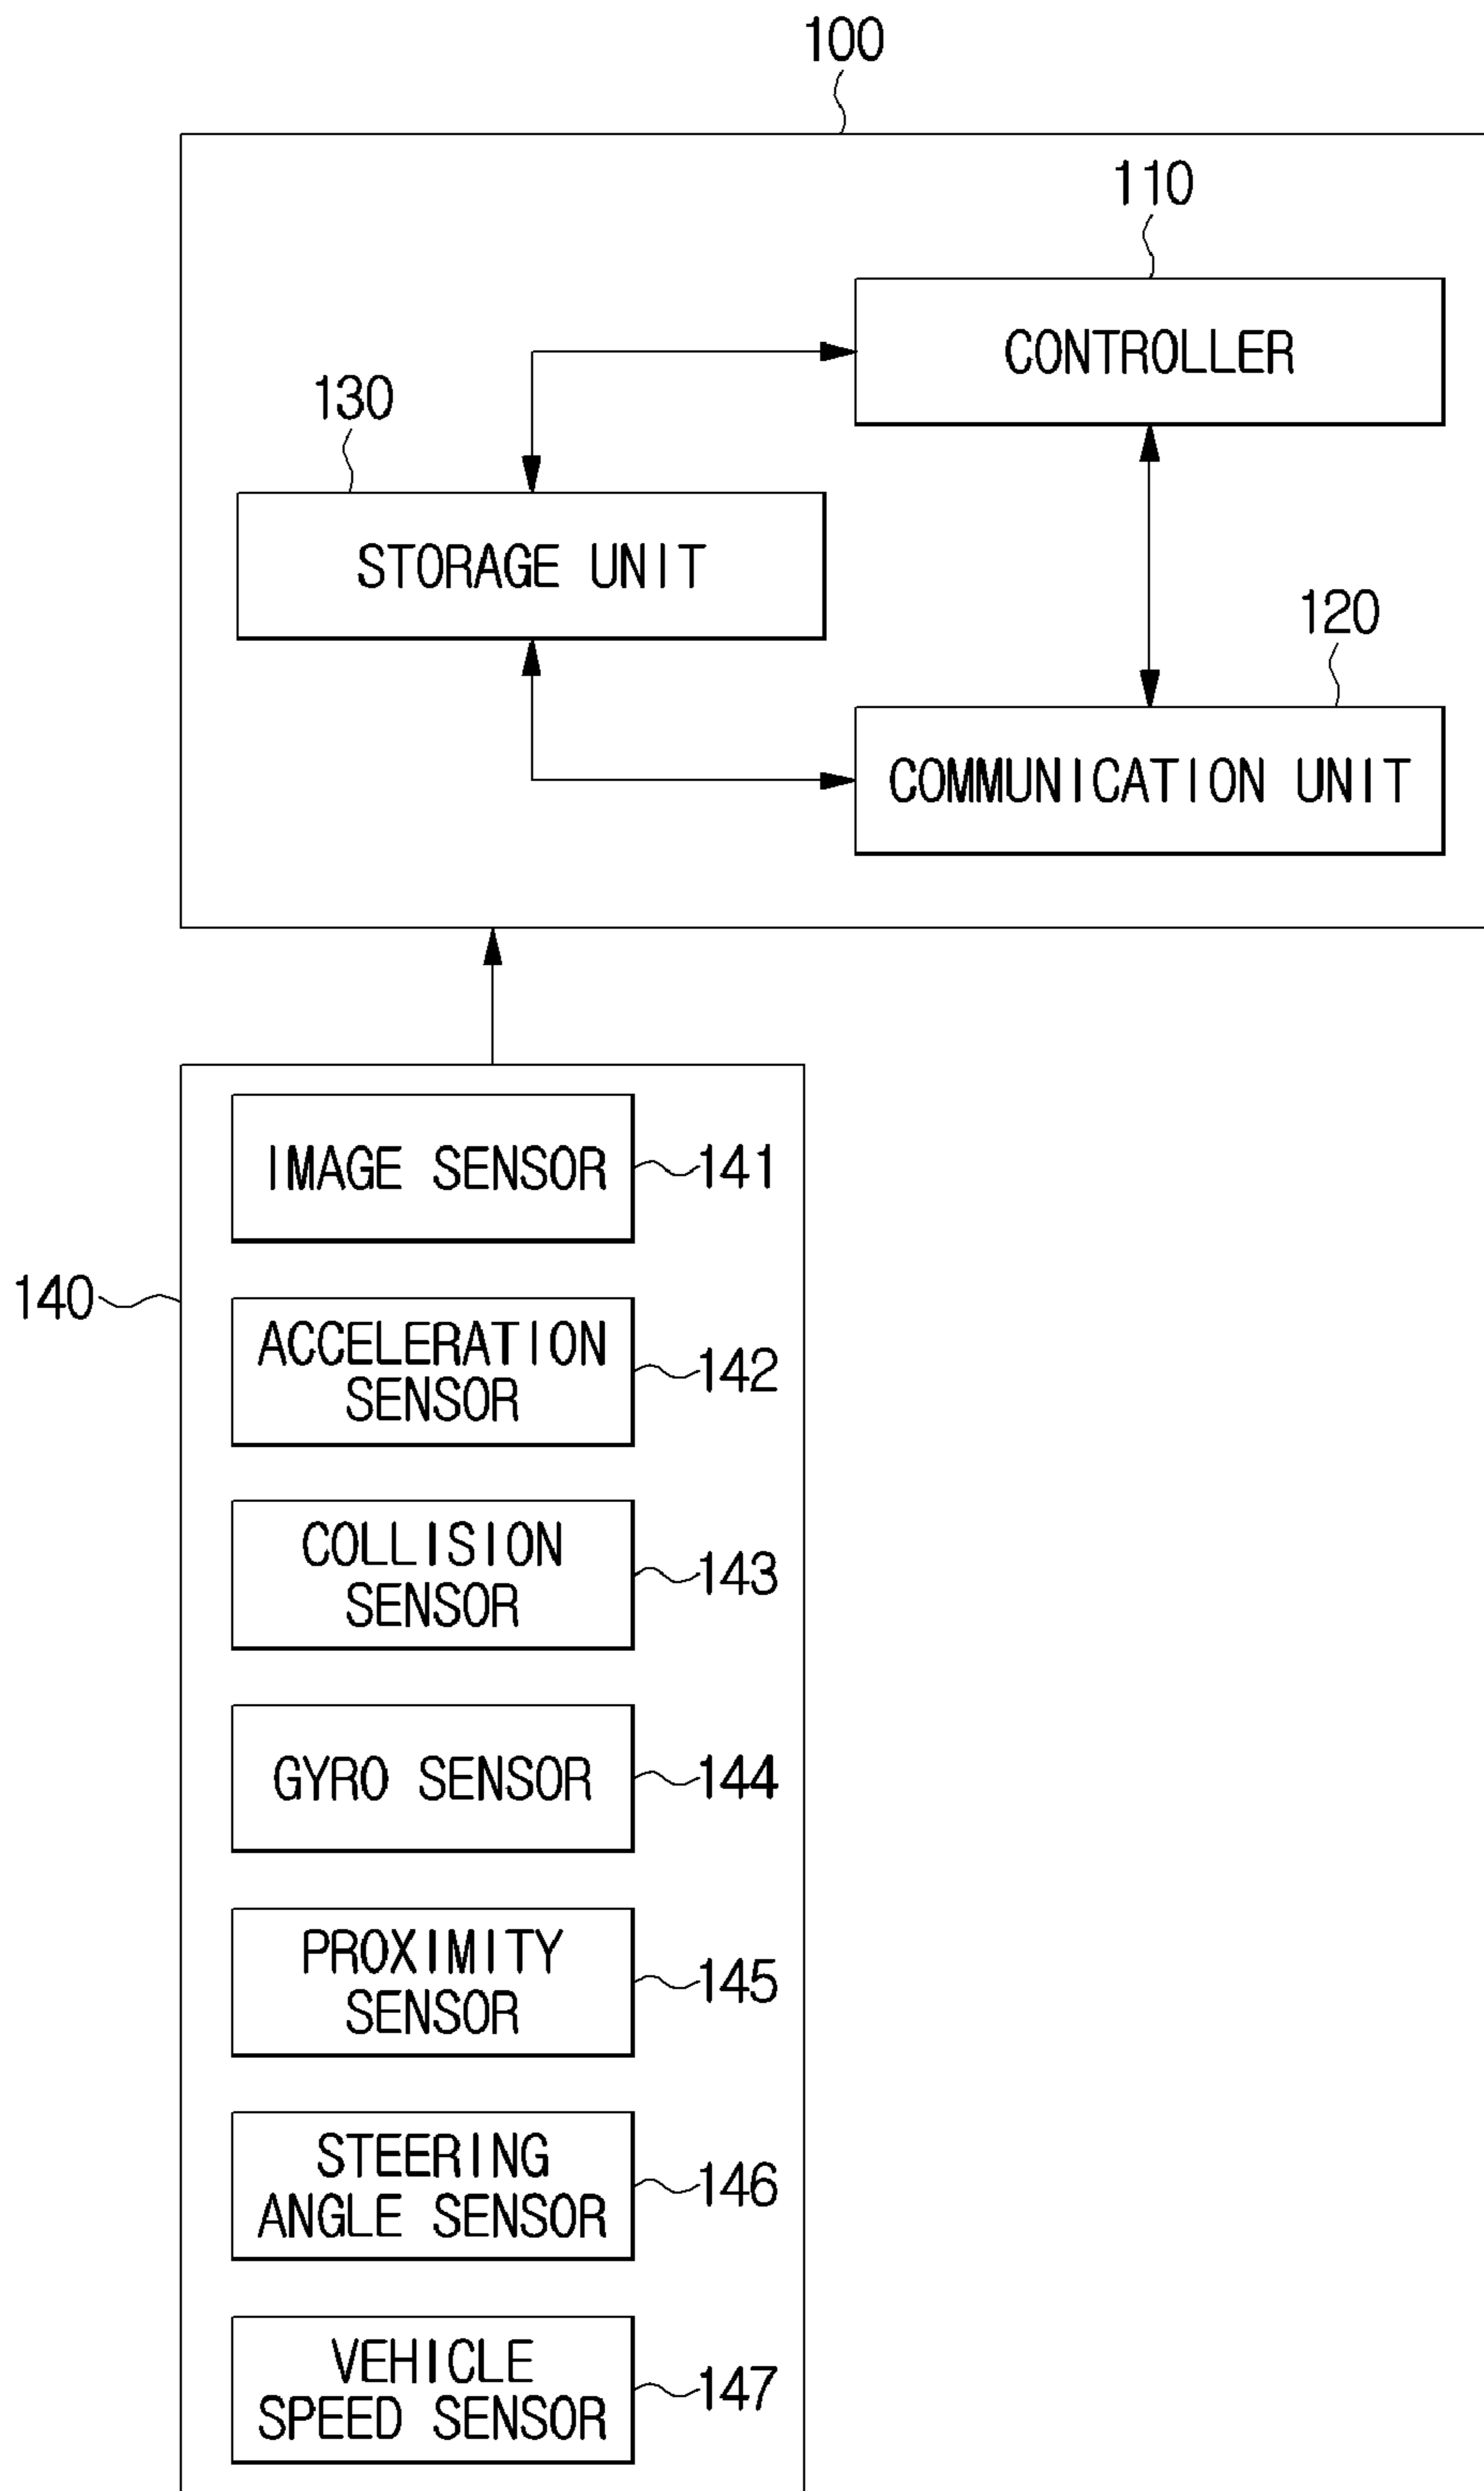 100
110
CONTROLLER
130
STORAGE UNIT
120
COMMUNICATION UNIT
IMAGE SENSOR
141
140
ACCELERATION
SENSOR
142
COLLISION
SENSOR
143
GYRO SENSOR
144
PROXIMITY
SENSOR
145
STEERING
ANGLE SENSOR
146
VEHICLE
SPEED SENSOR
147